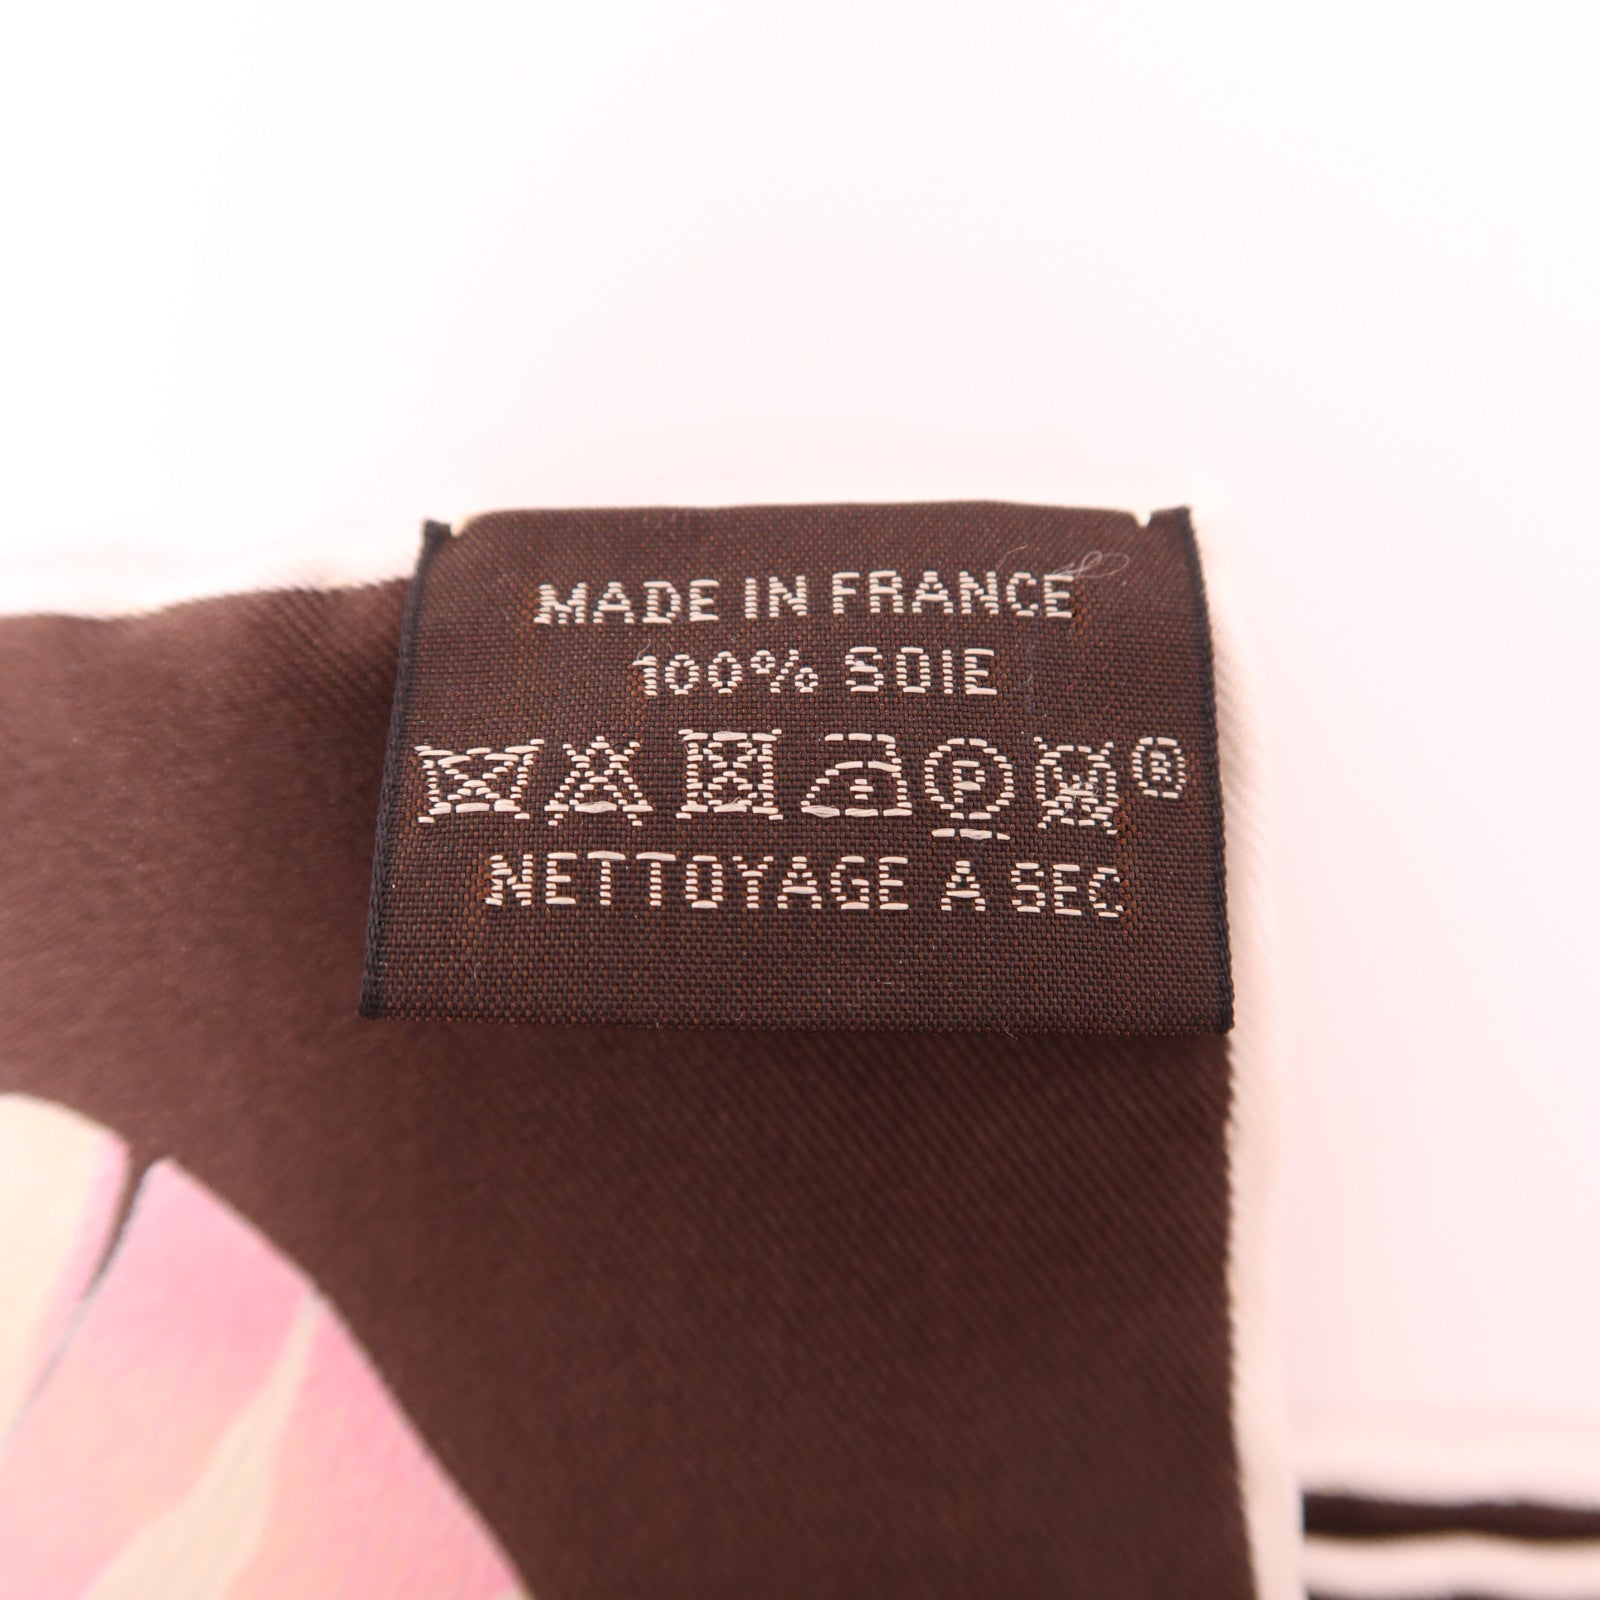 MADE IN FRANCE
100% SOIE
P W ®
NETTOYAGE A SEC